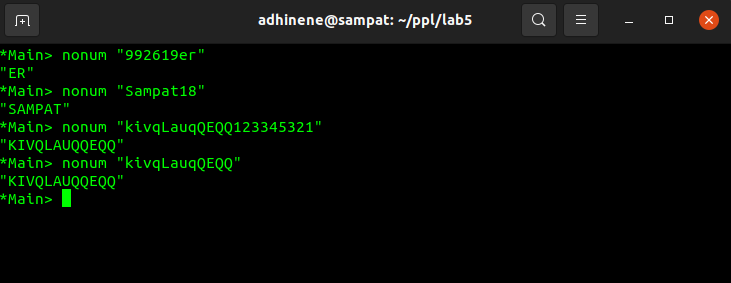 adhinene@sampat: ~/ppl/lab5
*Main> nonum "992619er"
"ER"
*Main> nonum "Sampat18"
"SAMPAT"
*Main> nonum "kivqLauqQEQQ123345321"
"KIVQLAUQQEQQ"
*Main> nonum "kivqLauqQEQQ"
"KIVQLAUQQEQQ"
*Main>